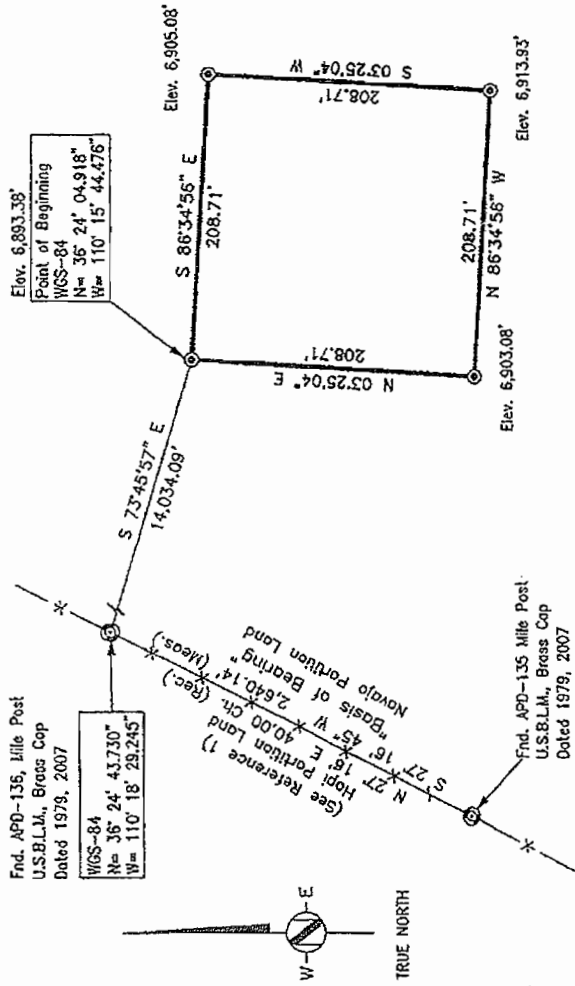 Fnd. APD-136, Mile Post
U.S.B.L.M., Brass Cap
Dated 1979, 2007
WGS-84
N= 36° 24' 43.730"
W= 110° 18' 29.245"
S 73°45'57" E
14,034.09'
Elev. 6,893.38'
Point of Beginning
WGS-84
N= 36° 24' 04.918"
W= 110° 15' 44.476"
Elev. 6,905.08'
S 86°34'56" E
208.71'
S 03°25'04" W
208.71'
N 03°25'04" E
208.71'
208.71'
N 86°34'56" W
Elev. 6,913.93'
Elev. 6,903.08'
(See Reference 1)
Hopi Partition Land
N 27° 16' E 40.00 Ch. (Rec.)
S 27° 16' 45" W 2,640.14' (Meas.)
"Basis of Bearing"
Navajo Partition Land
Fnd. APD-135 Mile Post
U.S.B.L.M., Brass Cap
Dated 1979, 2007
W E
TRUE NORTH